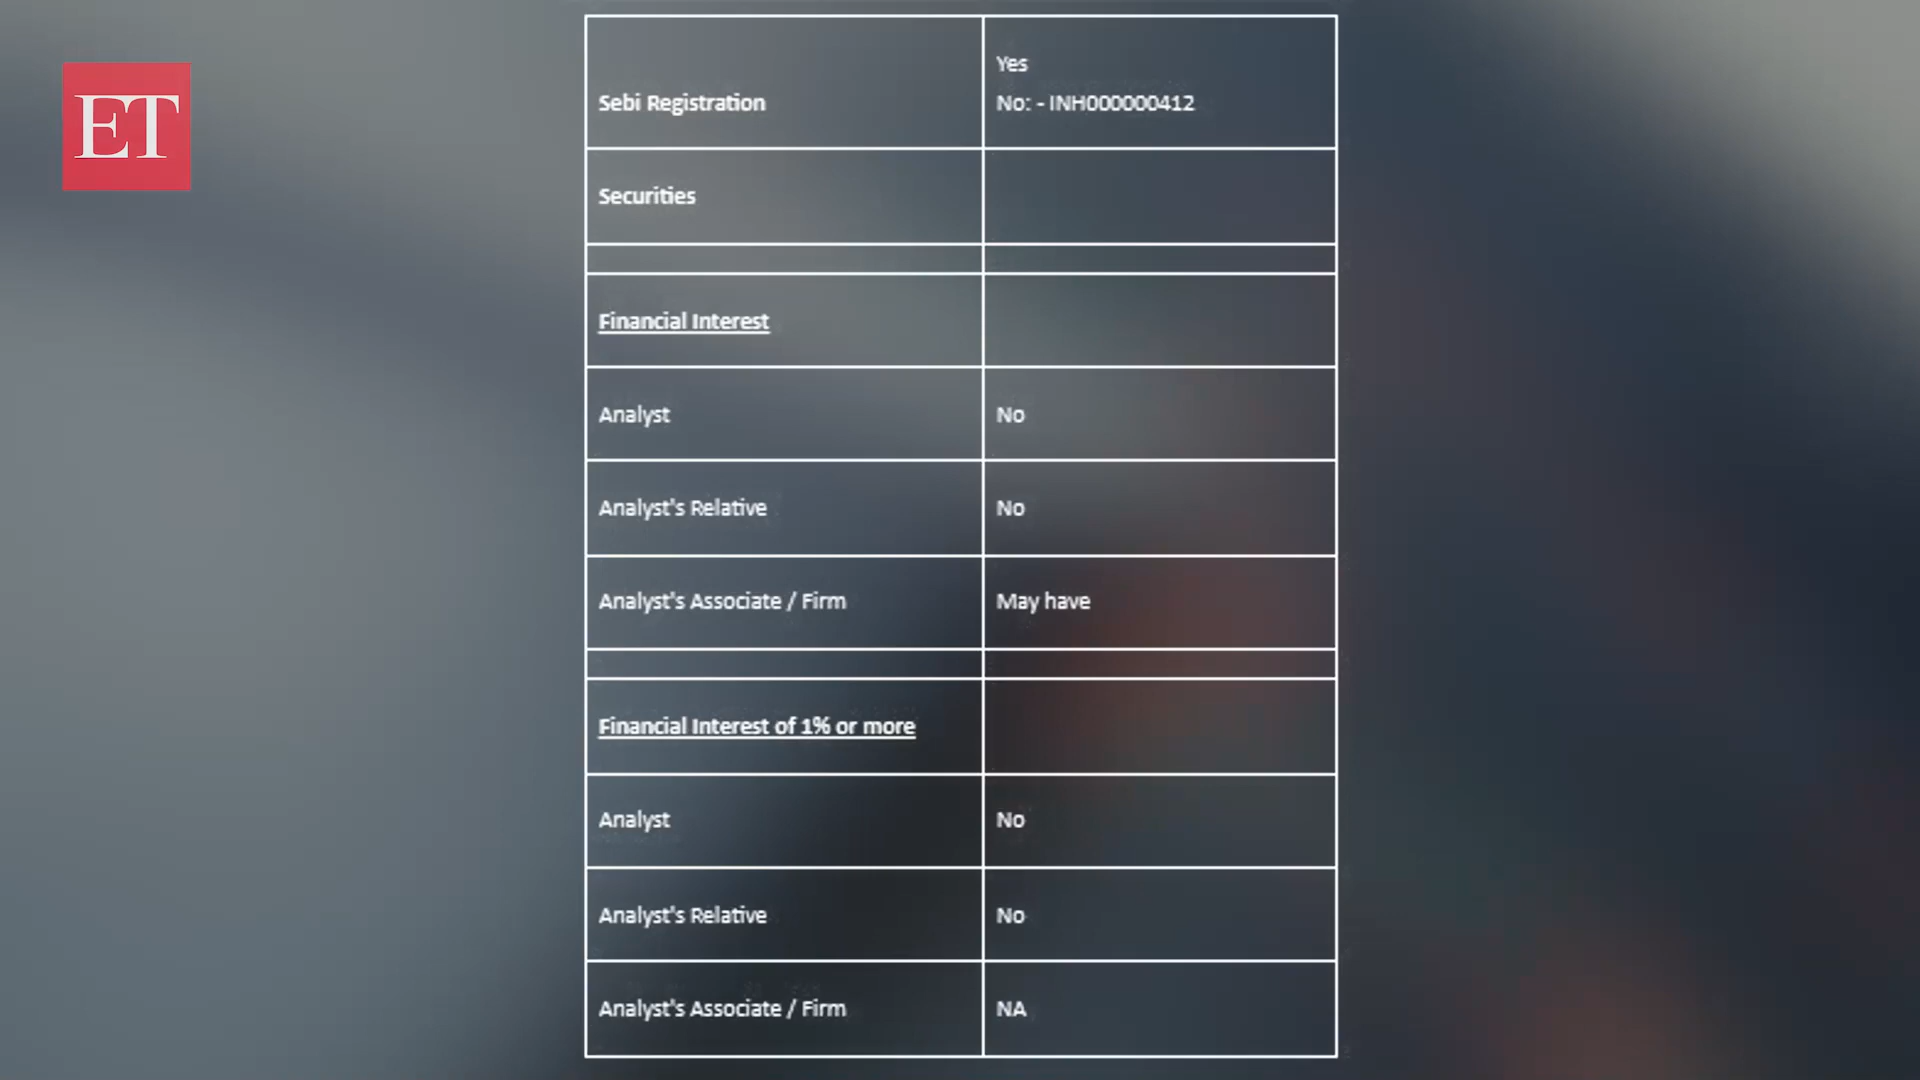 ET
Sebi Registration
Yes
No: - INH000000412
Securities
Financial Interest
Analyst
No
Analyst's Relative
No
Analyst's Associate / Firm
May have
Financial Interest of 1% or more
Analyst
No
Analyst's Relative
No
Analyst's Associate / Firm
NA